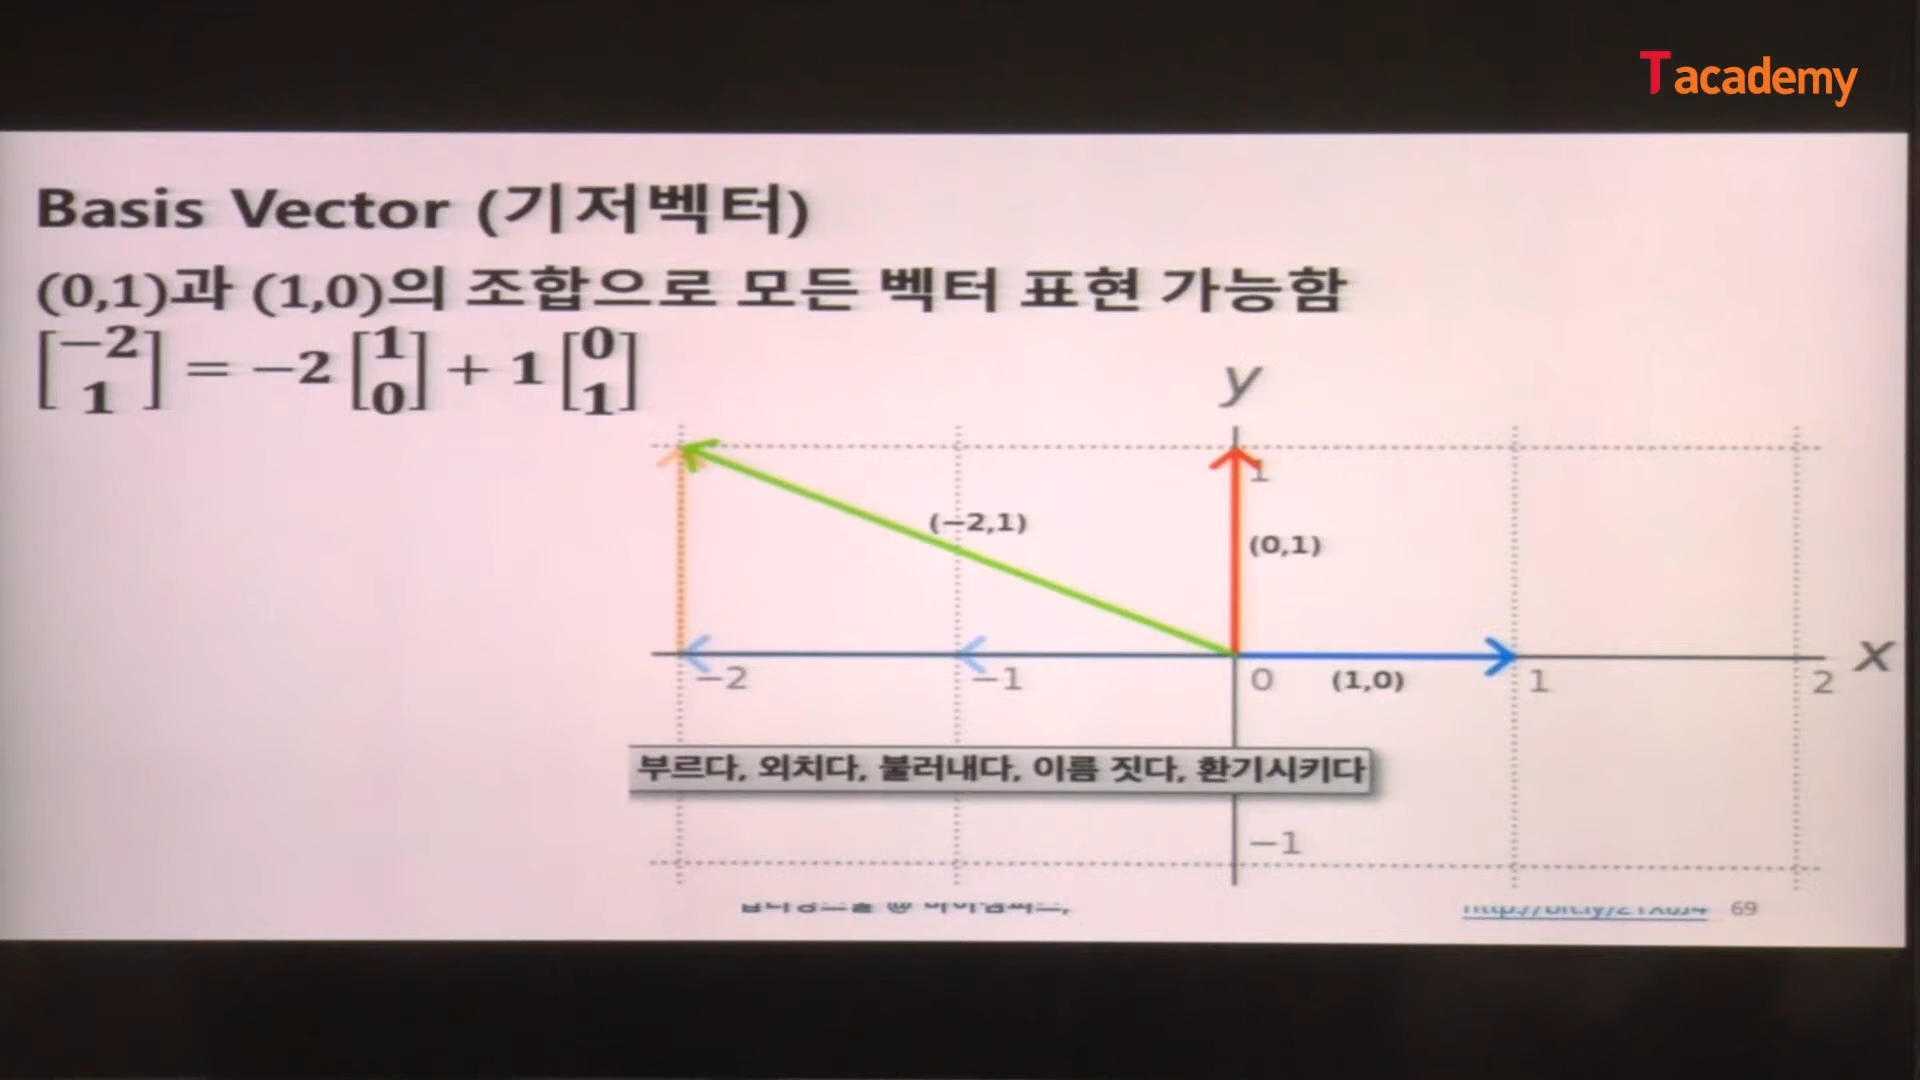 Tacademy
Basis Vector (기저벡터)
(0,1)과 (1,0)의 조합으로 모든 벡터 표현 가능함
[−2 1] = −2 [1 0] + 1 [0 1]
y
1
(−2,1)
(0,1)
x
−2 −1 0 (1,0) 1 2
부르다, 외치다, 불러내다, 이름 짓다, 환기시키다
−1
69